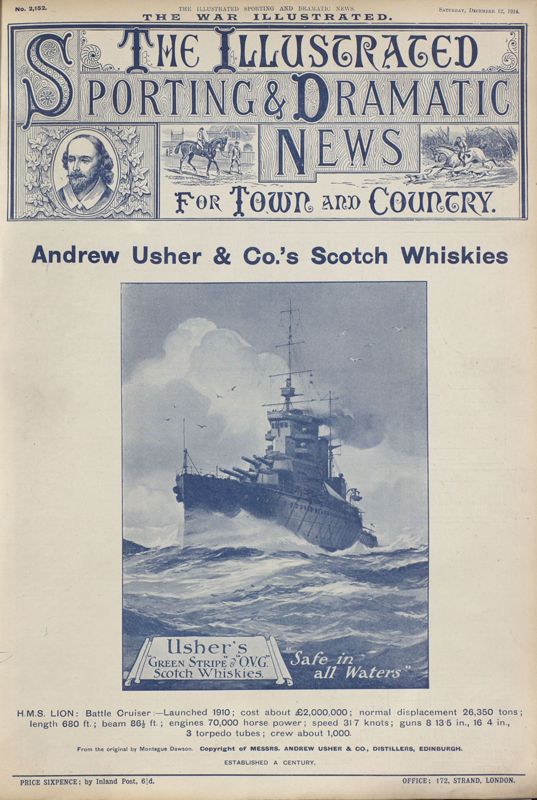 No. 2,152.
THE ILLUSTRATED SPORTING AND DRAMATIC NEWS.
SATURDAY, DECEMBER 12, 1914.
THE WAR ILLUSTRATED.
THE ILLUSTRATED
SPORTING & DRAMATIC
NEWS
FOR TOWN AND COUNTRY.
Andrew Usher & Co.'s Scotch Whiskies
Usher's
"GREEN STRIPE" & "O.V.G."
Scotch Whiskies.
"Safe in
all Waters"
H.M.S. LION: Battle Cruiser:—Launched 1910; cost about £2,000,000; normal displacement 26,350 tons;
length 680 ft.; beam 86½ ft.; engines 70,000 horse power; speed 31·7 knots; guns 8 13·5 in., 16 4 in.,
3 torpedo tubes; crew about 1,000.
From the original by Montague Dawson. Copyright of MESSRS. ANDREW USHER & CO., DISTILLERS, EDINBURGH.
ESTABLISHED A CENTURY.
PRICE SIXPENCE; by Inland Post, 6½d.
OFFICE: 172, STRAND, LONDON.